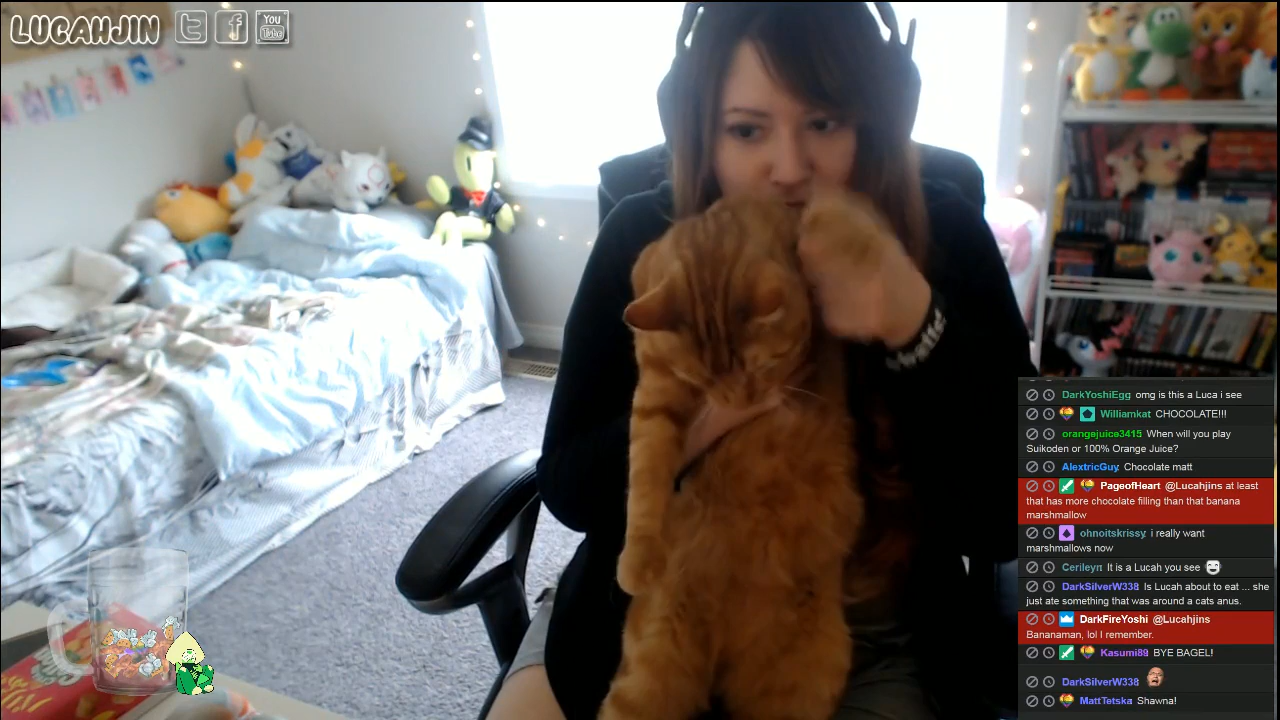 LUCAHJIN
You
Tube
DarkYoshiEgg omg is this a Luca i see
Williamkat CHOCOLATE!!!
orangejuice3415 When will you play
Suikoden or 100% Orange Juice?
AlextricGuy Chocolate matt
PageofHeart @Lucahjins at least
that has more chocolate filling than that banana
marshmallow
ohnoitskrissy i really want
marshmallows now
Cerileyn It is a Lucah you see
DarkSilverW338 Is Lucah about to eat ... she
just ate something that was around a cats anus.
DarkFireYoshi @Lucahjins
Bananaman, lol I remember.
Kasumi89 BYE BAGEL!
DarkSilverW338
MattTetska Shawna!